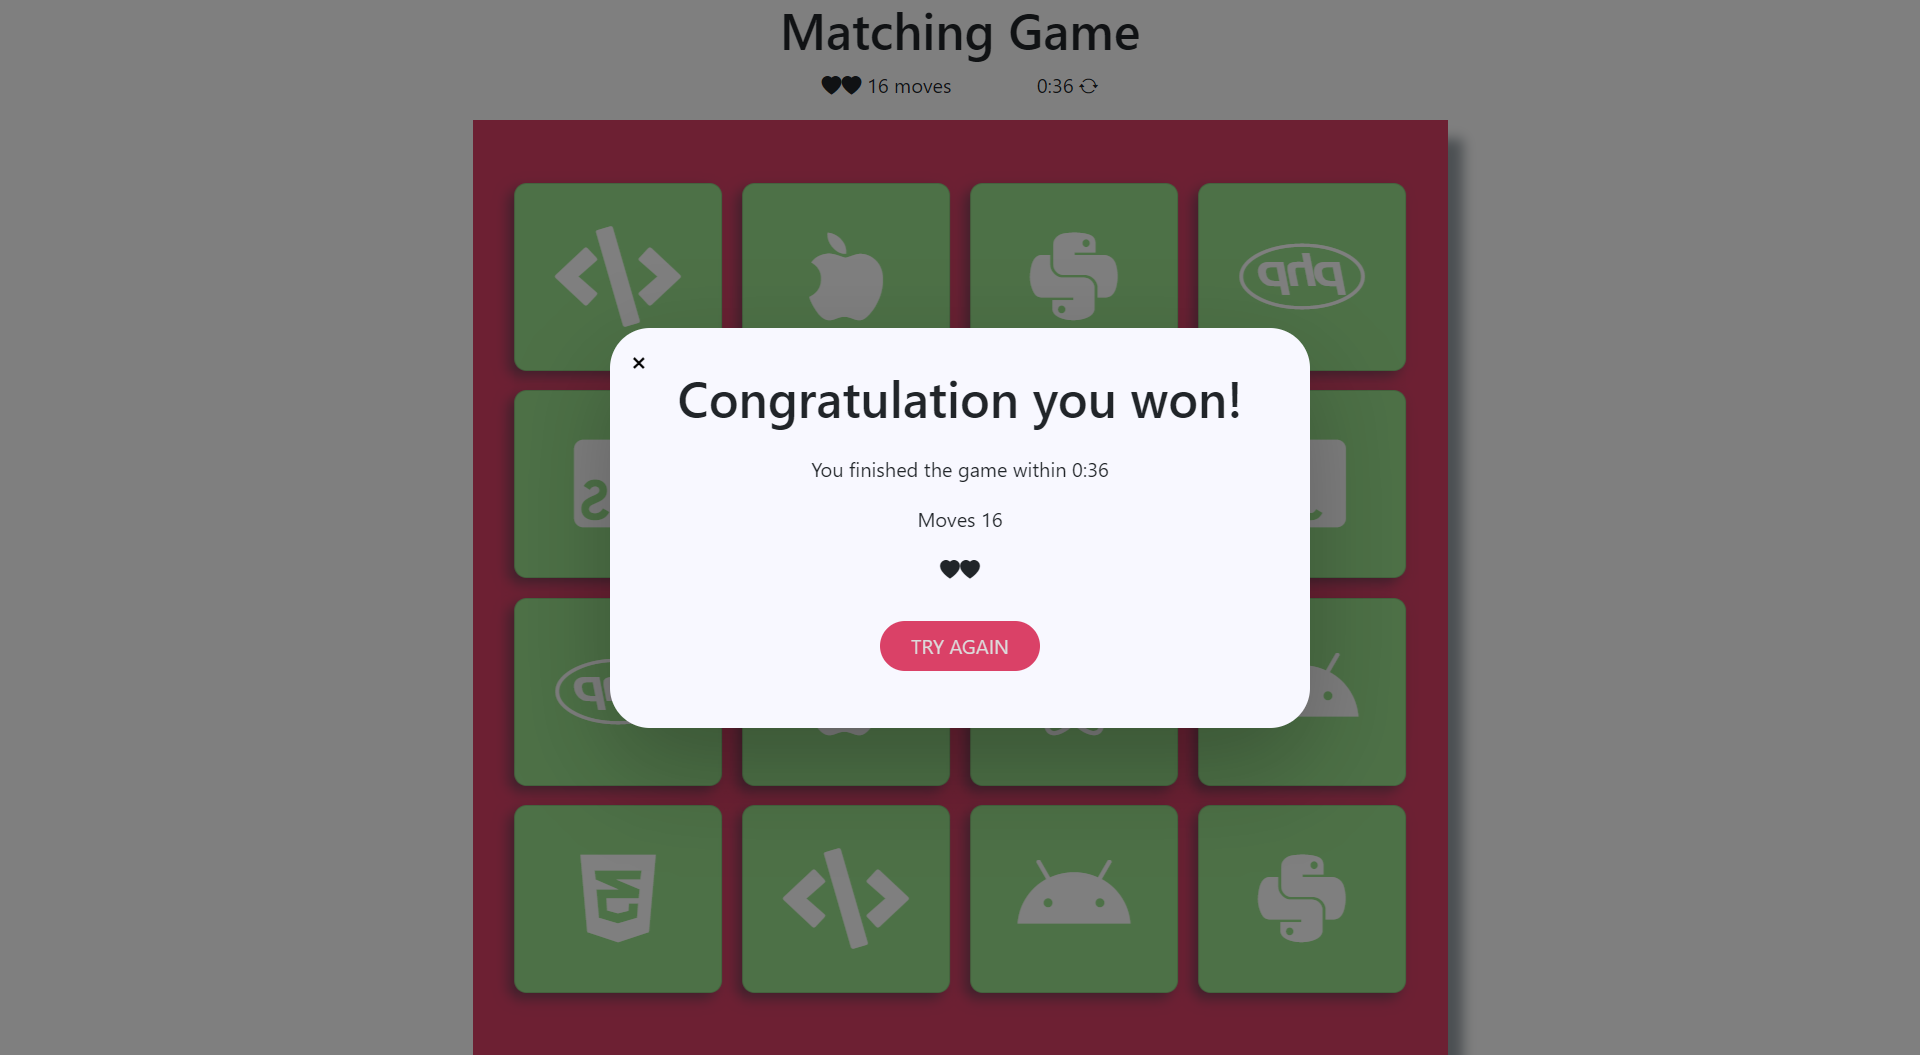 Matching Game
16 moves 0:36
</>
php
×
Congratulation you won!
You finished the game within 0:36
Moves 16
TRY AGAIN
</>